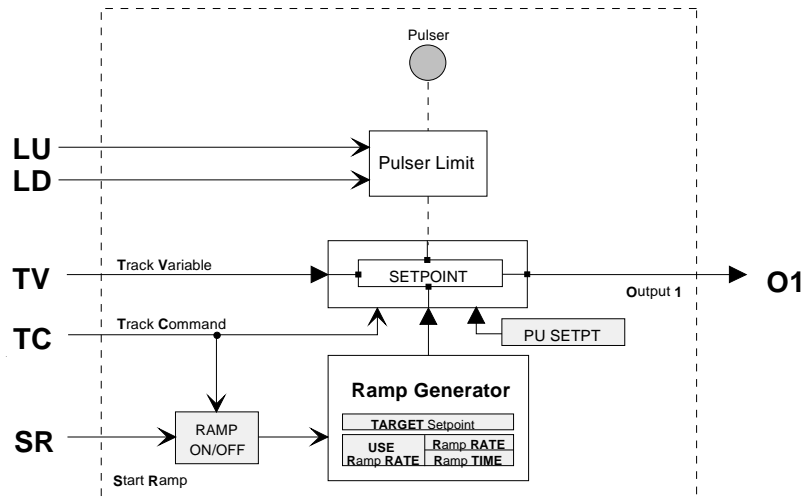 Pulser
LU
LD
Pulser Limit
TV
Track Variable
SETPOINT
Output 1
O1
TC
Track Command
PU SETPT
Ramp Generator
TARGET Setpoint
USE
Ramp RATE
Ramp RATE
Ramp TIME
SR
RAMP
ON/OFF
Start Ramp